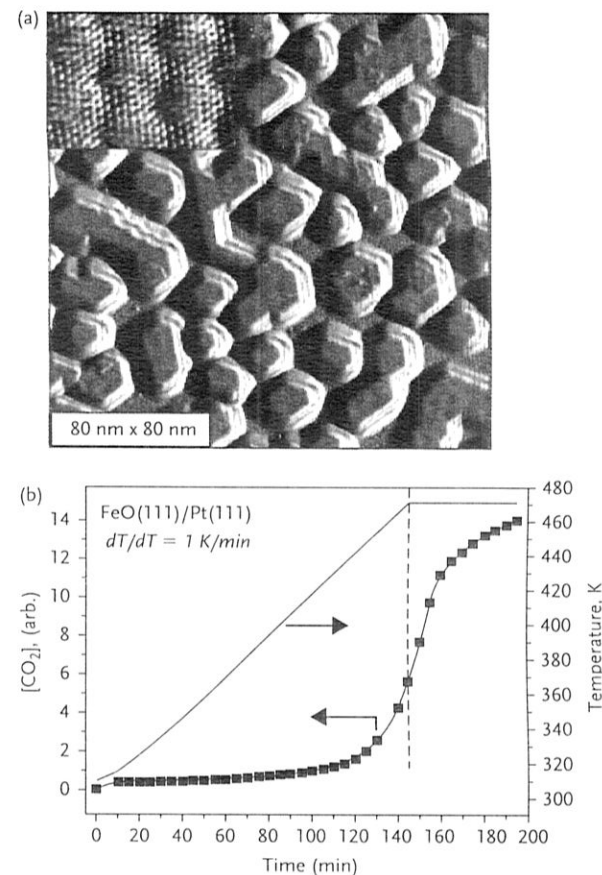 (a)
80 nm x 80 nm
(b)
FeO(111)/Pt(111)
dT/dT = 1 K/min
[CO₂], (arb.)
14
12
10
8
6
4
2
0
480
460
440
420
400
380
360
340
320
300
Temperature, K
0 20 40 60 80 100 120 140 160 180 200
Time (min)